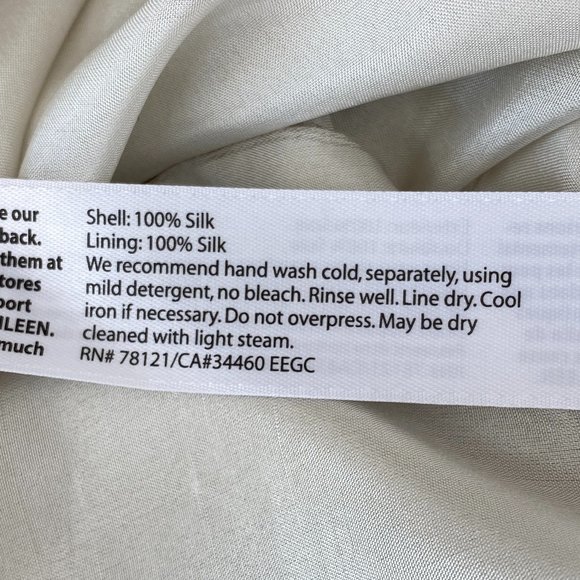 e our
back.
them at
tores
port
ILEEN.
much
Shell: 100% Silk
Lining: 100% Silk
We recommend hand wash cold, separately, using
mild detergent, no bleach. Rinse well. Line dry. Cool
iron if necessary. Do not overpress. May be dry
cleaned with light steam.
RN# 78121/CA#34460 EEGC